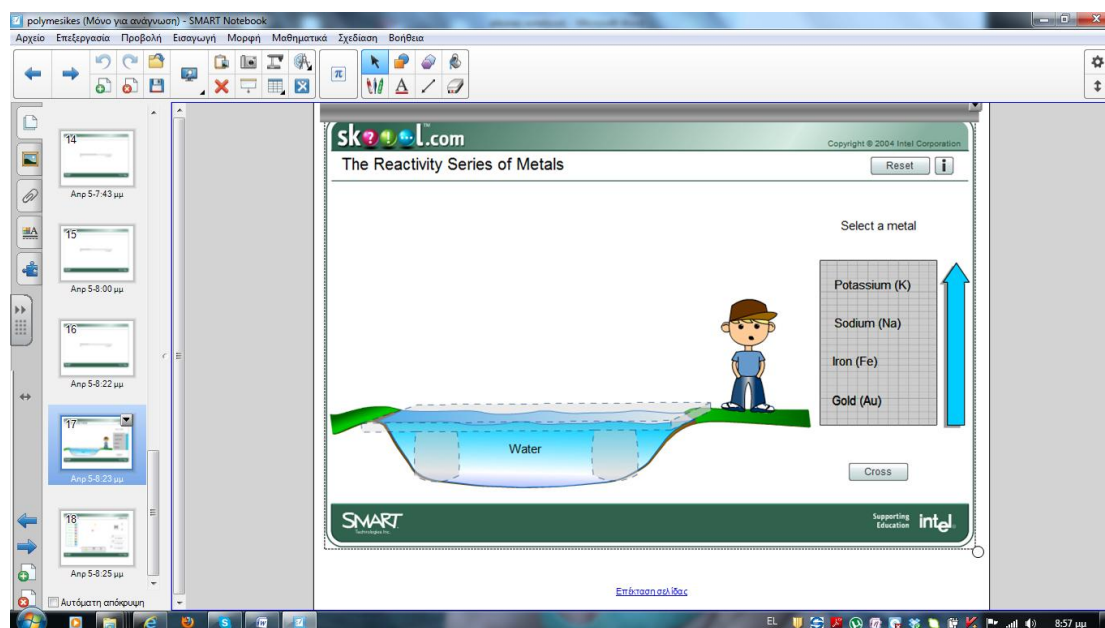 polymesikes (Μόνο για ανάγνωση) - SMART Notebook
Αρχείο Επεξεργασία Προβολή Εισαγωγή Μορφή Μαθηματικά Σχεδίαση Βοήθεια
π
A
14
Απρ 5-7:43 μμ
15
Απρ 5-8:00 μμ
16
Απρ 5-8:22 μμ
17
Απρ 5-8:23 μμ
18
Απρ 5-8:25 μμ
Αυτόματη απόκρυψη
skoool.com
Copyright © 2004 Intel Corporation
The Reactivity Series of Metals
Reset i
Select a metal
Potassium (K)
Sodium (Na)
Iron (Fe)
Gold (Au)
Water
Cross
SMART
Technologies Inc.
Supporting
Education
intel
Επέκταση σελίδας
EL 8:57 μμ